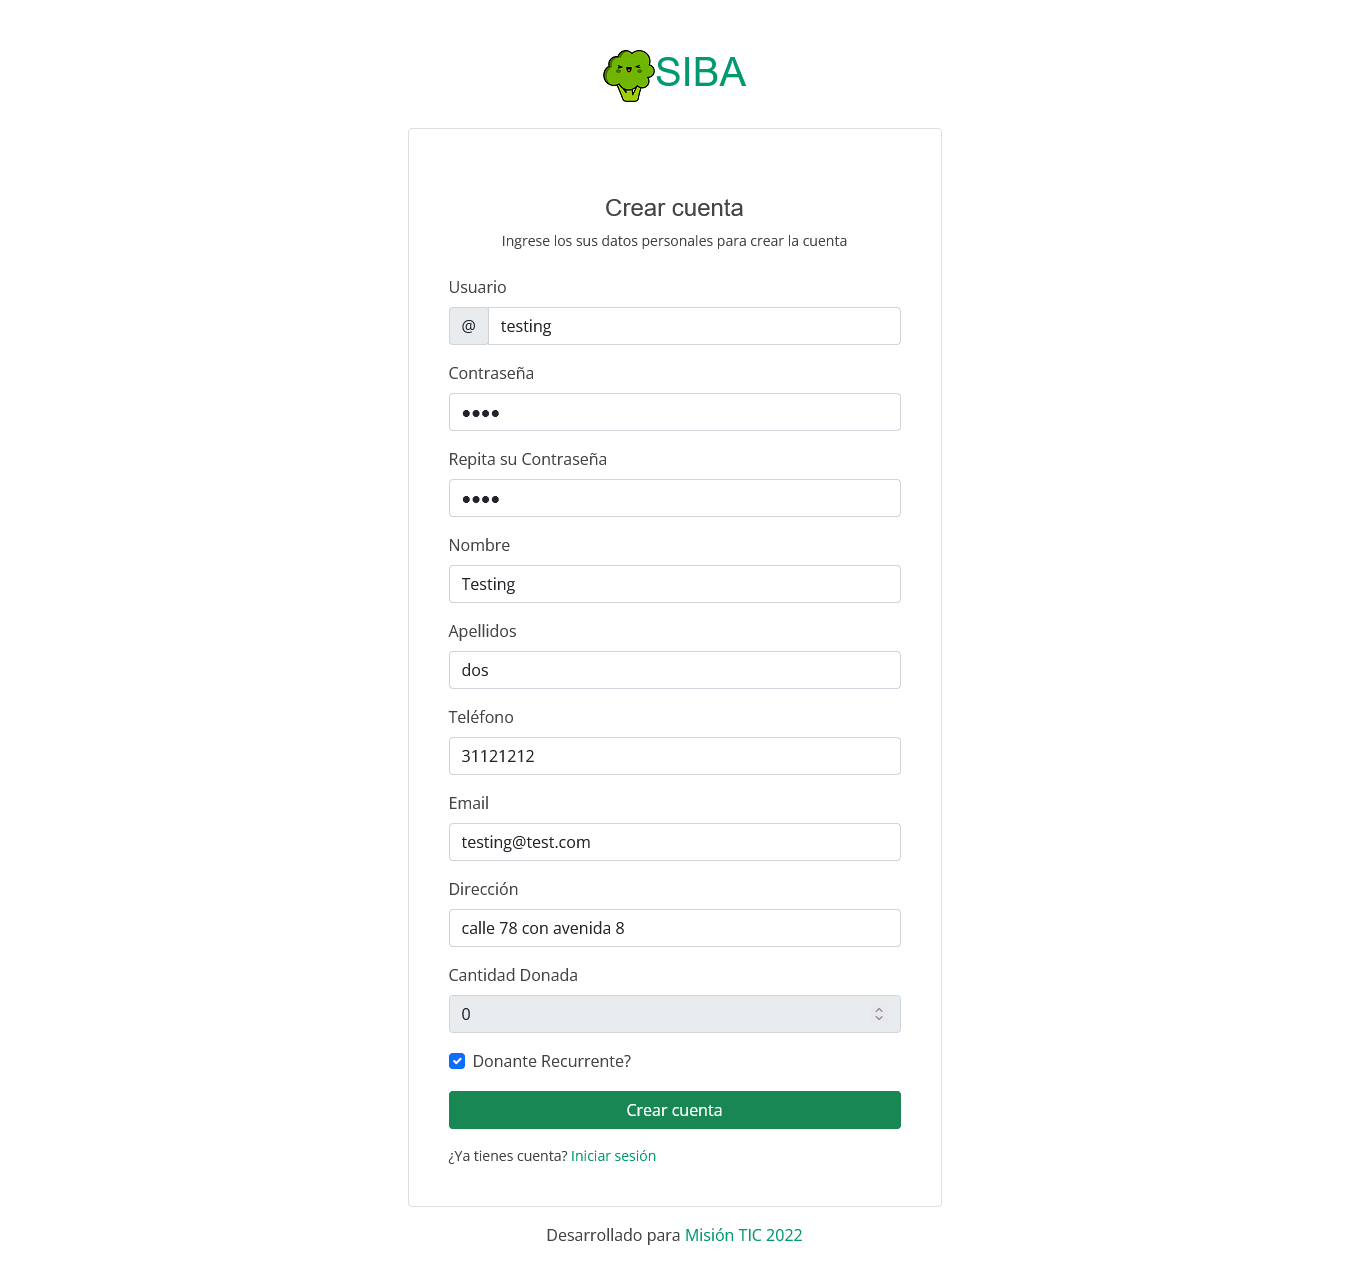 SIBA
Crear cuenta
Ingrese los sus datos personales para crear la cuenta
Usuario
@ testing
Contraseña
●●●●
Repita su Contraseña
●●●●
Nombre
Testing
Apellidos
dos
Teléfono
31121212
Email
testing@test.com
Dirección
calle 78 con avenida 8
Cantidad Donada
0
Donante Recurrente?
Crear cuenta
¿Ya tienes cuenta? Iniciar sesión
Desarrollado para Misión TIC 2022